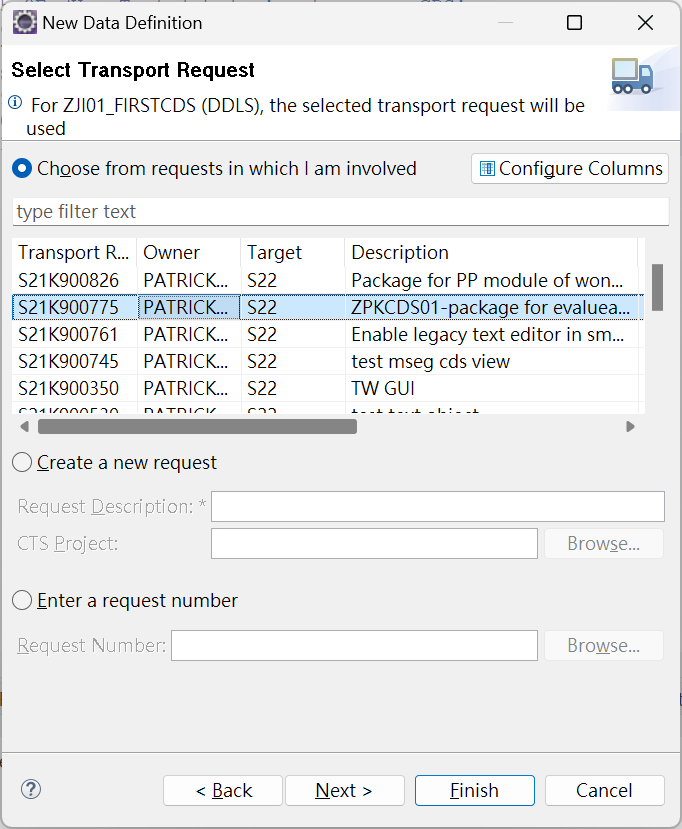 New Data Definition
Select Transport Request
For ZJI01_FIRSTCDS (DDLS), the selected transport request will be
used
Choose from requests in which I am involved
Configure Columns
type filter text
Transport R... Owner Target Description
S21K900826 PATRICK... S22 Package for PP module of won...
S21K900775 PATRICK... S22 ZPKCDS01-package for evaluea...
S21K900761 PATRICK... S22 Enable legacy text editor in sm...
S21K900745 PATRICK... S22 test mseg cds view
S21K900350 PATRICK... S22 TW GUI
Create a new request
Request Description: *
CTS Project: Browse...
Enter a request number
Request Number: Browse...
? < Back Next > Finish Cancel